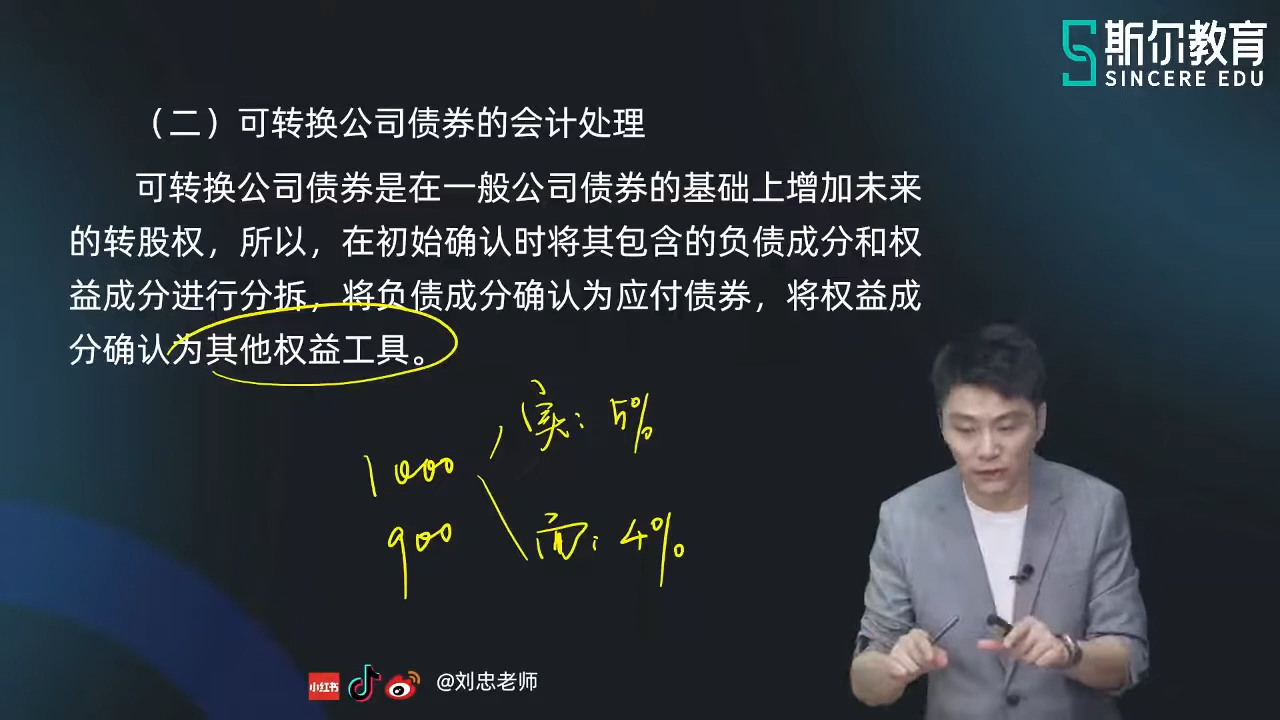 斯尔教育
SINCERE EDU
（二）可转换公司债券的会计处理
可转换公司债券是在一般公司债券的基础上增加未来
的转股权，所以，在初始确认时将其包含的负债成分和权
益成分进行分拆，将负债成分确认为应付债券，将权益成
分确认为其他权益工具。
实：5%
1000
900
面：4%
小红书
@刘忠老师